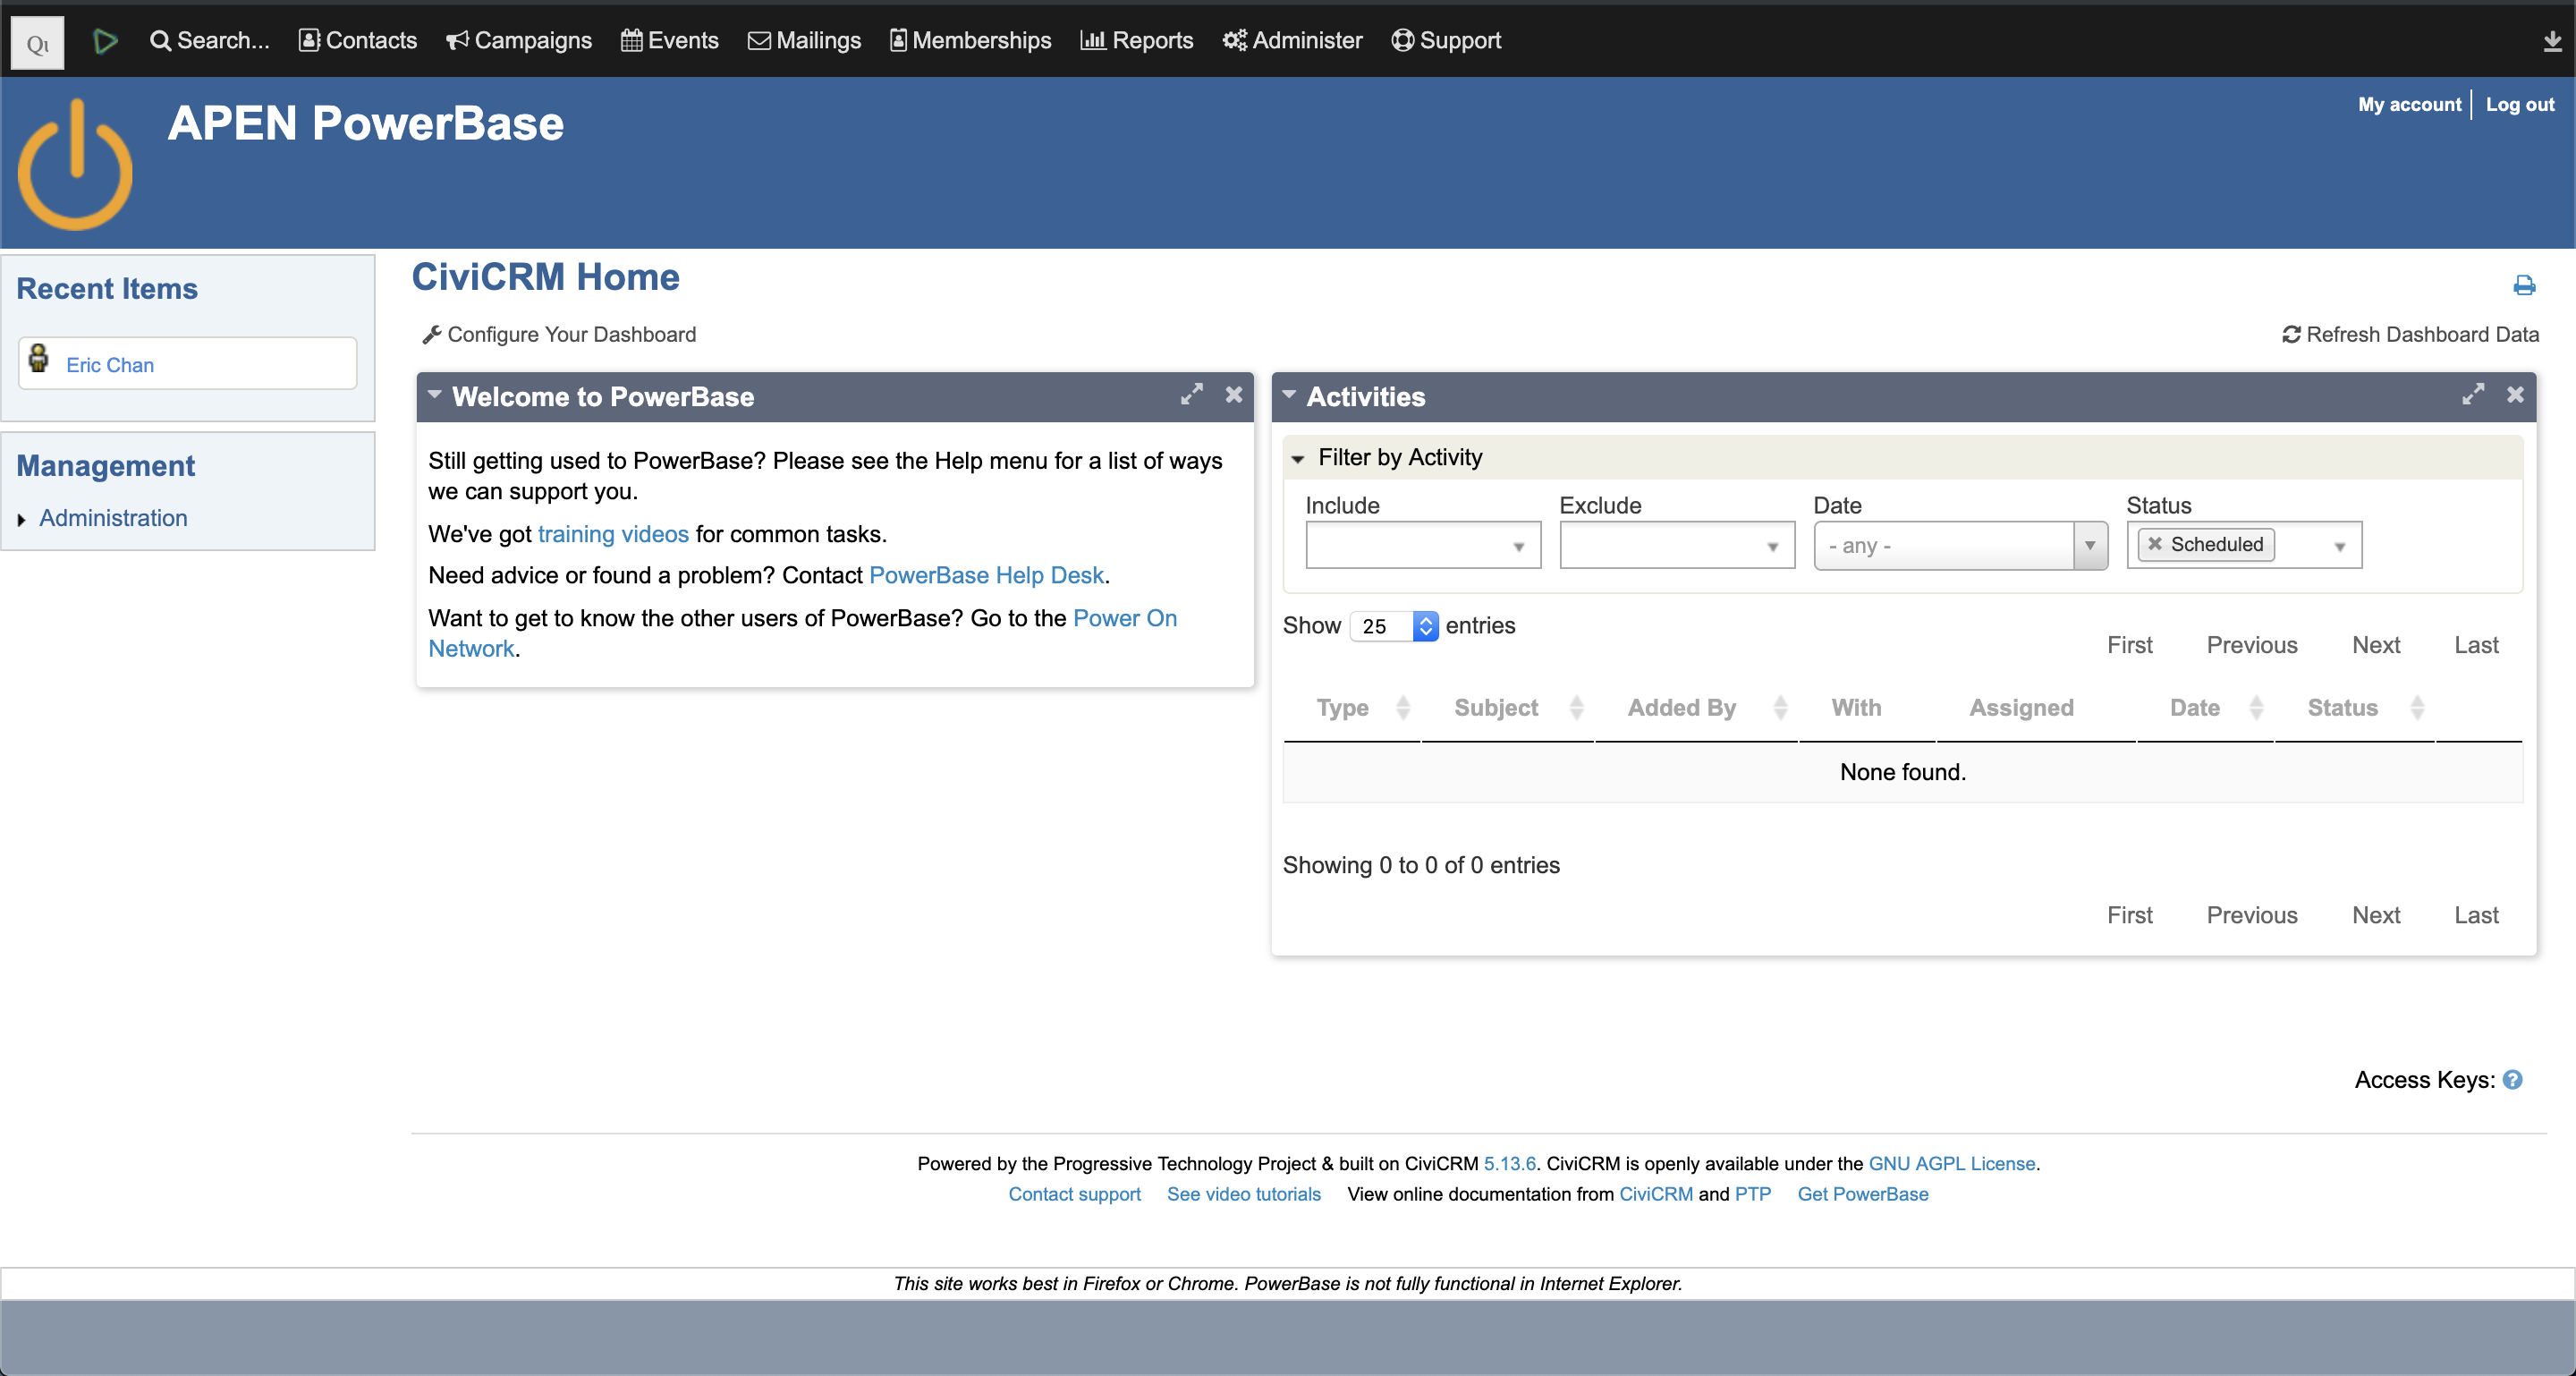 Qu
Search...
Contacts
Campaigns
Events
Mailings
Memberships
Reports
Administer
Support
APEN PowerBase
My account
Log out
Recent Items
Eric Chan
Management
Administration
CiviCRM Home
Configure Your Dashboard
Refresh Dashboard Data
Welcome to PowerBase
Still getting used to PowerBase? Please see the Help menu for a list of ways
we can support you.
We've got training videos for common tasks.
Need advice or found a problem? Contact PowerBase Help Desk.
Want to get to know the other users of PowerBase? Go to the Power On
Network.
Activities
Filter by Activity
Include
Exclude
Date
Status
- any -
Scheduled
Show 25 entries
First Previous Next Last
Type Subject Added By With Assigned Date Status
None found.
Showing 0 to 0 of 0 entries
First Previous Next Last
Access Keys:
Powered by the Progressive Technology Project & built on CiviCRM 5.13.6. CiviCRM is openly available under the GNU AGPL License.
Contact support See video tutorials View online documentation from CiviCRM and PTP Get PowerBase
This site works best in Firefox or Chrome. PowerBase is not fully functional in Internet Explorer.